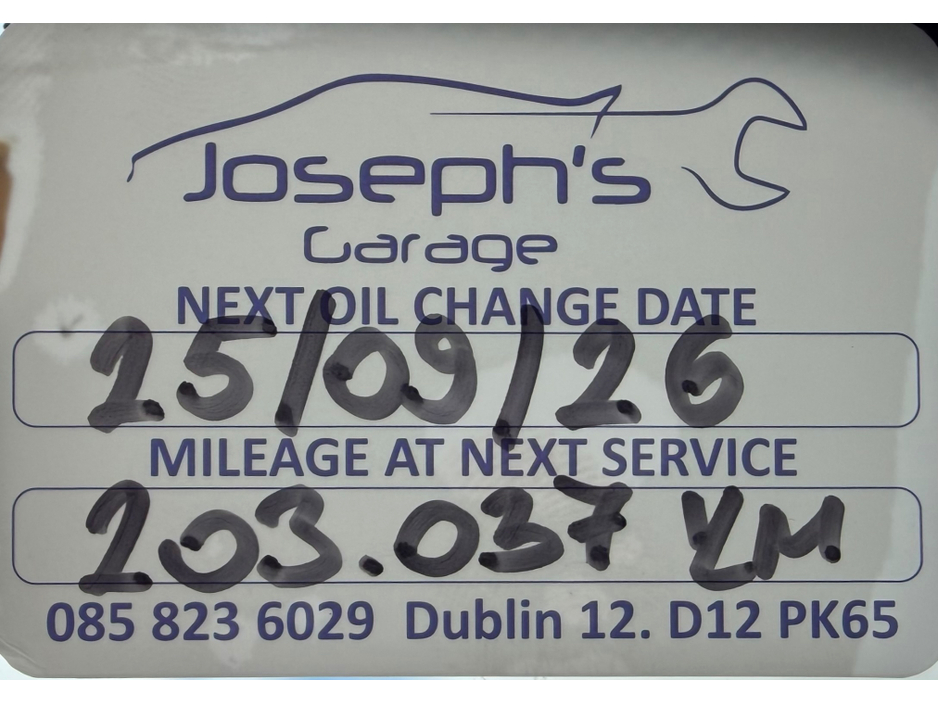 Joseph's
Garage
NEXT OIL CHANGE DATE
25/09/26
MILEAGE AT NEXT SERVICE
203.037 KM
085 823 6029 Dublin 12. D12 PK65